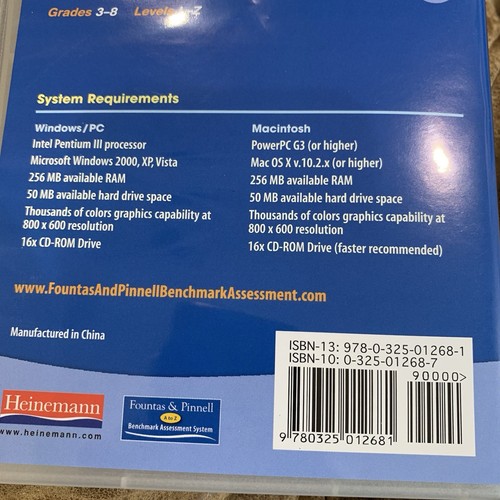 Grades 3-8 Levels Z
System Requirements
Windows/PC
Intel Pentium III processor
Microsoft Windows 2000, XP, Vista
256 MB available RAM
50 MB available hard drive space
Thousands of colors graphics capability at
800 x 600 resolution
16x CD-ROM Drive
Macintosh
PowerPC G3 (or higher)
Mac OS X v.10.2.x (or higher)
256 MB available RAM
50 MB available hard drive space
Thousands of colors graphics capability at
800 x 600 resolution
16x CD-ROM Drive (faster recommended)
www.FountasAndPinnellBenchmarkAssessment.com
Manufactured in China
ISBN-13: 978-0-325-01268-1
ISBN-10: 0-325-01268-7
90000>
9 780325 012681
Heinemann
www.heinemann.com
Fountas & Pinnell
A to Z
Benchmark Assessment System